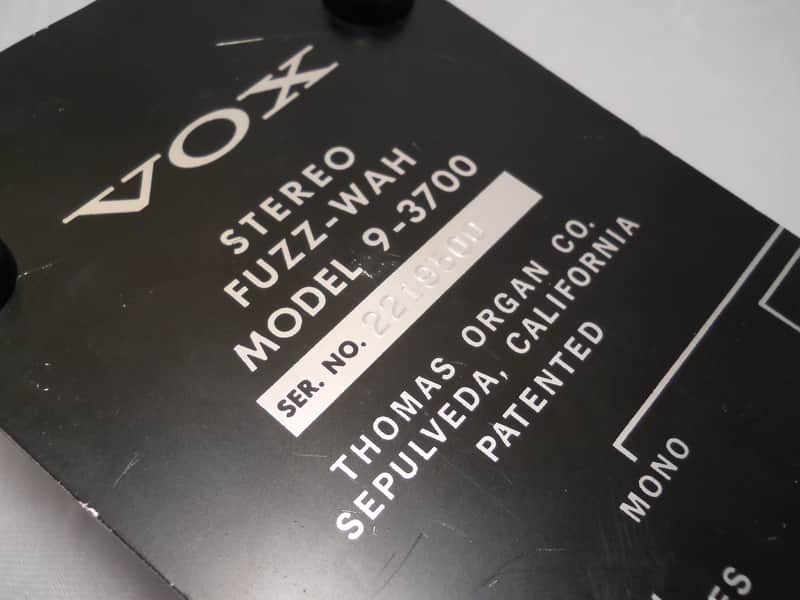 VOX
STEREO
FUZZ-WAH
MODEL 9-3700
SER. NO.
THOMAS ORGAN CO.
SEPULVEDA, CALIFORNIA
PATENTED
MONO